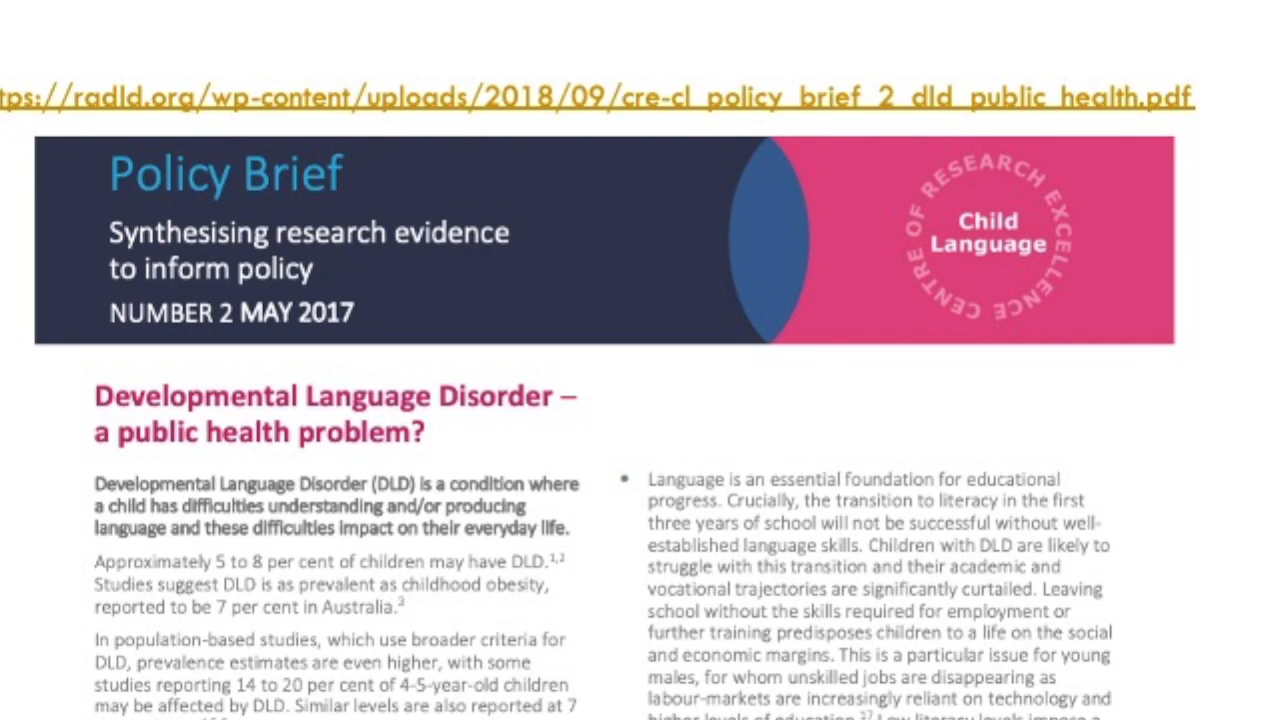 tps://radld.org/wp-content/uploads/2018/09/cre-cl_policy_brief_2_dld_public_health.pdf
Policy Brief
Synthesising research evidence
to inform policy
NUMBER 2 MAY 2017
CENTRE OF RESEARCH EXCELLENCE
Child
Language
Developmental Language Disorder –
a public health problem?
Developmental Language Disorder (DLD) is a condition where
a child has difficulties understanding and/or producing
language and these difficulties impact on their everyday life.
Approximately 5 to 8 per cent of children may have DLD.1,2
Studies suggest DLD is as prevalent as childhood obesity,
reported to be 7 per cent in Australia.3
In population-based studies, which use broader criteria for
DLD, prevalence estimates are even higher, with some
studies reporting 14 to 20 per cent of 4-5-year-old children
may be affected by DLD. Similar levels are also reported at 7
• Language is an essential foundation for educational
progress. Crucially, the transition to literacy in the first
three years of school will not be successful without well-
established language skills. Children with DLD are likely to
struggle with this transition and their academic and
vocational trajectories are significantly curtailed. Leaving
school without the skills required for employment or
further training predisposes children to a life on the social
and economic margins. This is a particular issue for young
males, for whom unskilled jobs are disappearing as
labour-markets are increasingly reliant on technology and
higher levels of education.17 Low literacy levels impose a